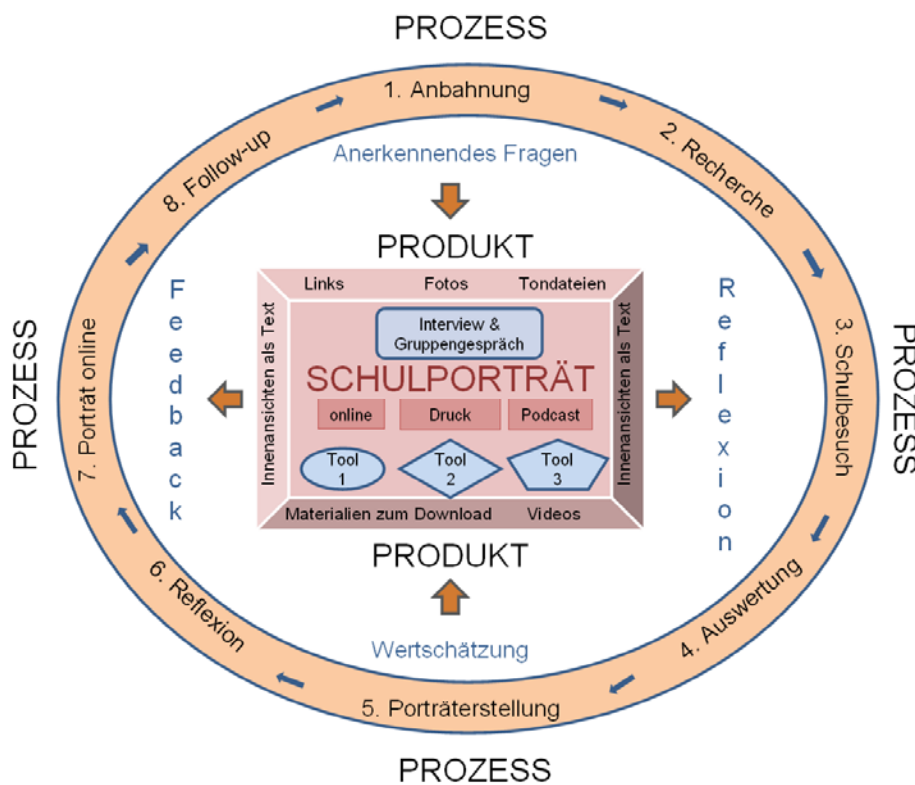 PROZESS
1. Anbahnung
2. Recherche
3. Schulbesuch
4. Auswertung
5. Porträterstellung
6. Reflexion
7. Porträt online
8. Follow-up
PROZESS
PROZESS
PROZESS
Anerkennendes Fragen
Reflexion
Wertschätzung
Feedback
PRODUKT
Links Fotos Tondateien
Innenansichten als Text
Innenansichten als Text
Interview &
Gruppengespräch
SCHULPORTRÄT
online Druck Podcast
Tool
1
Tool
2
Tool
3
Materialien zum Download Videos
PRODUKT